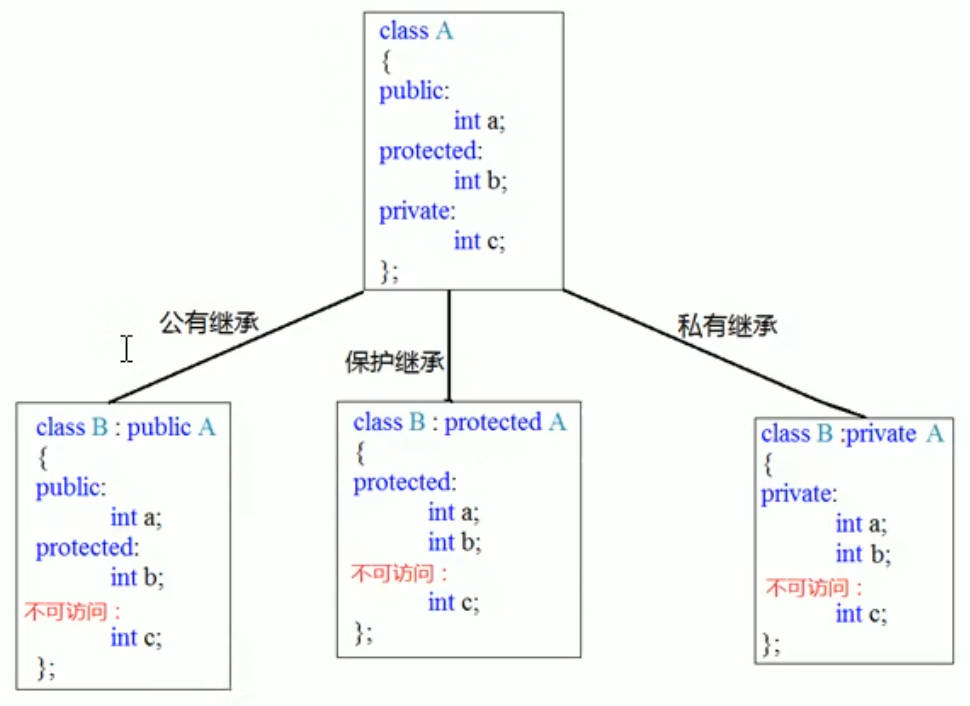 class A
{
public:
int a;
protected:
int b;
private:
int c;
};
公有继承
保护继承
私有继承
class B : public A
{
public:
int a;
protected:
int b;
不可访问：
int c;
};
class B : protected A
{
protected:
int a;
int b;
不可访问：
int c;
};
class B :private A
{
private:
int a;
int b;
不可访问：
int c;
};